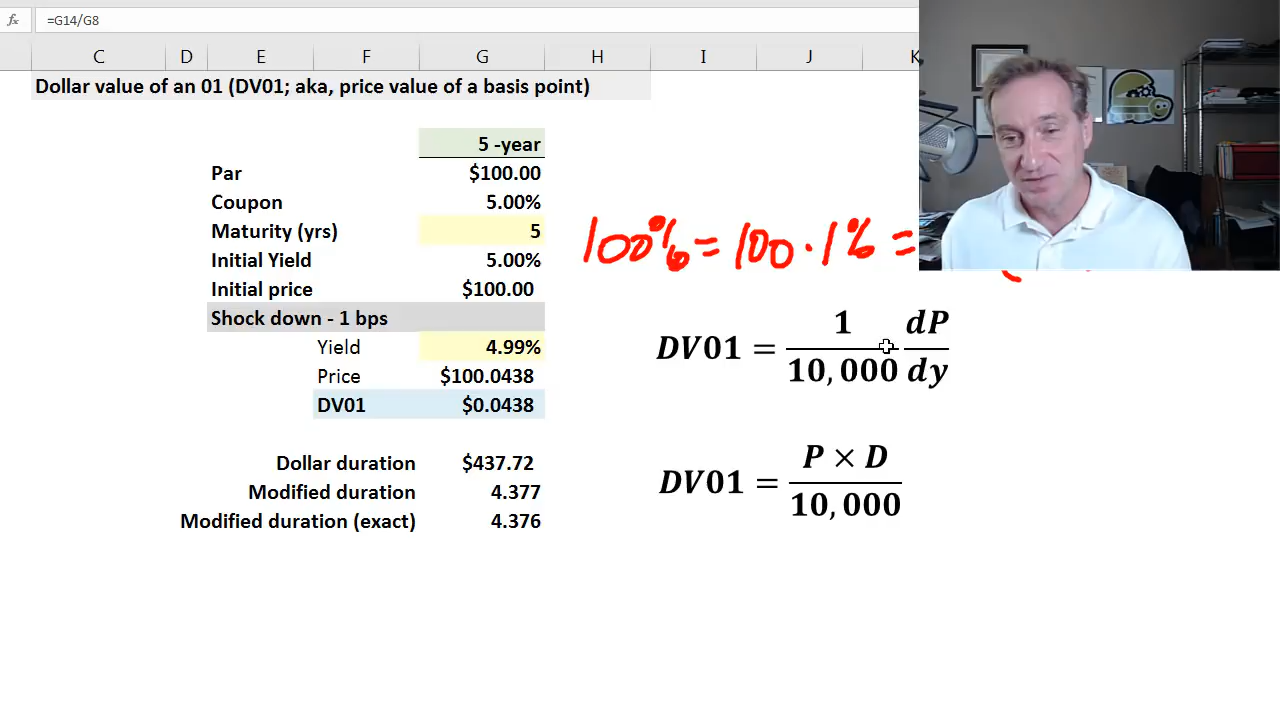 fx =G14/G8
C D E F G H I J K
Dollar value of an 01 (DV01; aka, price value of a basis point)
5 -year
Par $100.00
Coupon 5.00%
Maturity (yrs) 5
Initial Yield 5.00%
Initial price $100.00
Shock down - 1 bps
Yield 4.99%
Price $100.0438
DV01 $0.0438
Dollar duration $437.72
Modified duration 4.377
Modified duration (exact) 4.376
100% = 100 · 1% =
DV01 = 1 / 10,000 dP / dy
DV01 = P × D / 10,000